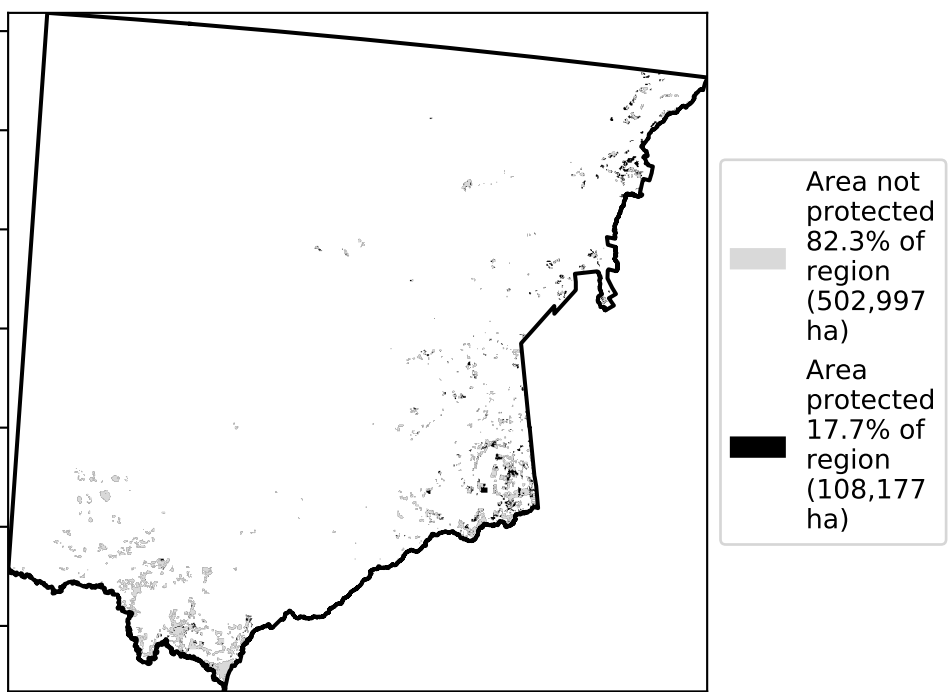 Area not
protected
82.3% of
region
(502,997
ha)
Area
protected
17.7% of
region
(108,177
ha)